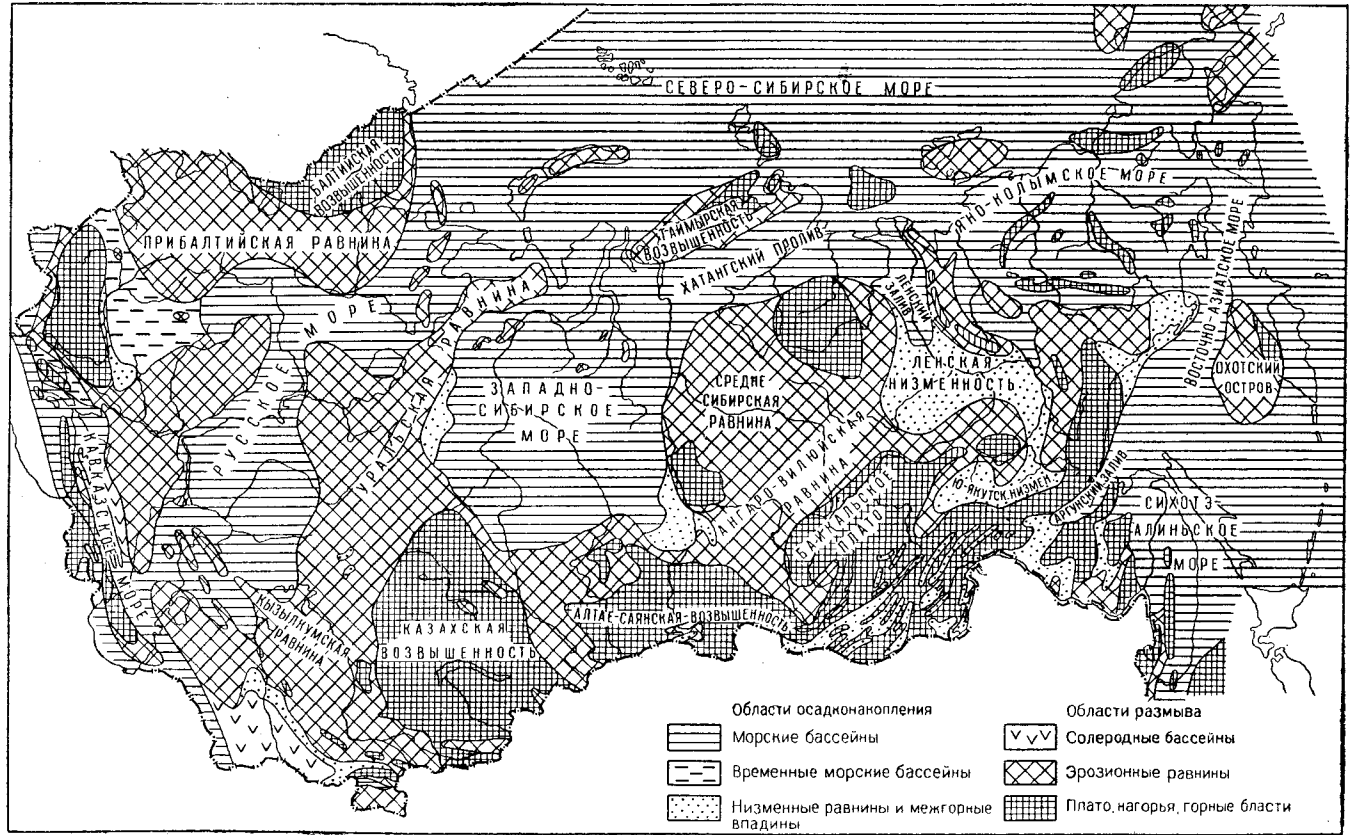 СЕВЕРО-СИБИРСКОЕ МОРЕ
БАЛТИЙСКАЯ
ВОЗВЫШЕННОСТЬ
ПРИБАЛТИЙСКАЯ РАВНИНА
ТАЙМЫРСКАЯ
ВОЗВЫШЕННОСТЬ
ХАТАНГСКИЙ ПРОЛИВ
ЯНО-КОЛЫМСКОЕ МОРЕ
ВОСТОЧНО-АЗИАТСКОЕ МОРЕ
ЛЕНСКИЙ
ЗАЛИВ
РУССКОЕ МОРЕ
УРАЛЬСКАЯ РАВНИНА
ЗАПАДНО-
СИБИРСКОЕ
МОРЕ
СРЕДНЕ
СИБИРСКАЯ
РАВНИНА
ЛЕНСКАЯ
НИЗМЕННОСТЬ
ОХОТСКИЙ
ОСТРОВ
КАВКАЗСКОЕ МОРЕ
АНГАРО-ВИЛЮЙСКАЯ
РАВНИНА
БАЙКАЛЬСКОЕ
ПЛАТО
Ю-ЯКУТСК. НИЗМЕН.
АРГУНСКИЙ ЗАЛИВ
СИХОТЭ
АЛИНЬСКОЕ
МОРЕ
КЫЗЫЛКУМСКАЯ
РАВНИНА
КАЗАХСКАЯ
ВОЗВЫШЕННОСТЬ
АЛТАЕ-САЯНСКАЯ-ВОЗВЫШЕННОСТЬ
Области осадконакопления
Морские бассейны
Временные морские бассейны
Низменные равнины и межгорные
впадины
Области размыва
Солеродные бассейны
Эрозионные равнины
Плато, нагорья, горные бласти